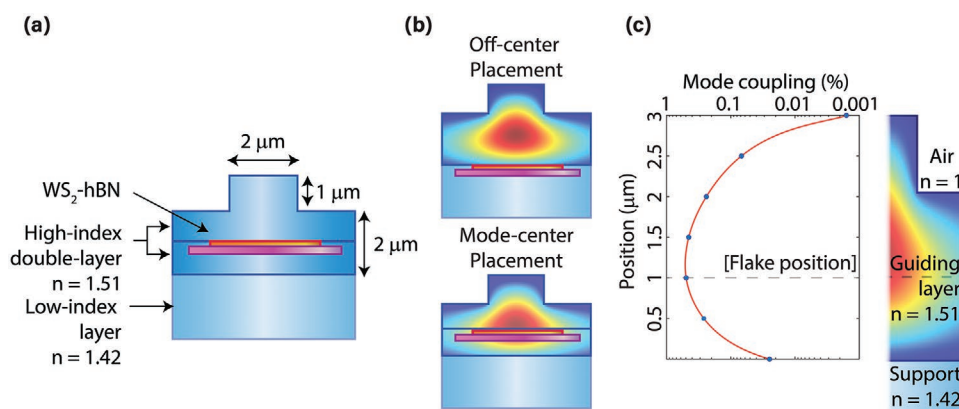 (a)
2 μm
1 μm
WS2-hBN
High-index
double-layer
n = 1.51
2 μm
Low-index
layer
n = 1.42
(b)
Off-center
Placement
Mode-center
Placement
(c)
Mode coupling (%)
1 0.1 0.01 0.001
Position (μm)
3
2.5
2
1.5
1
0.5
[Flake position]
Air
n = 1
Guiding
layer
n = 1.51
Support
n = 1.42